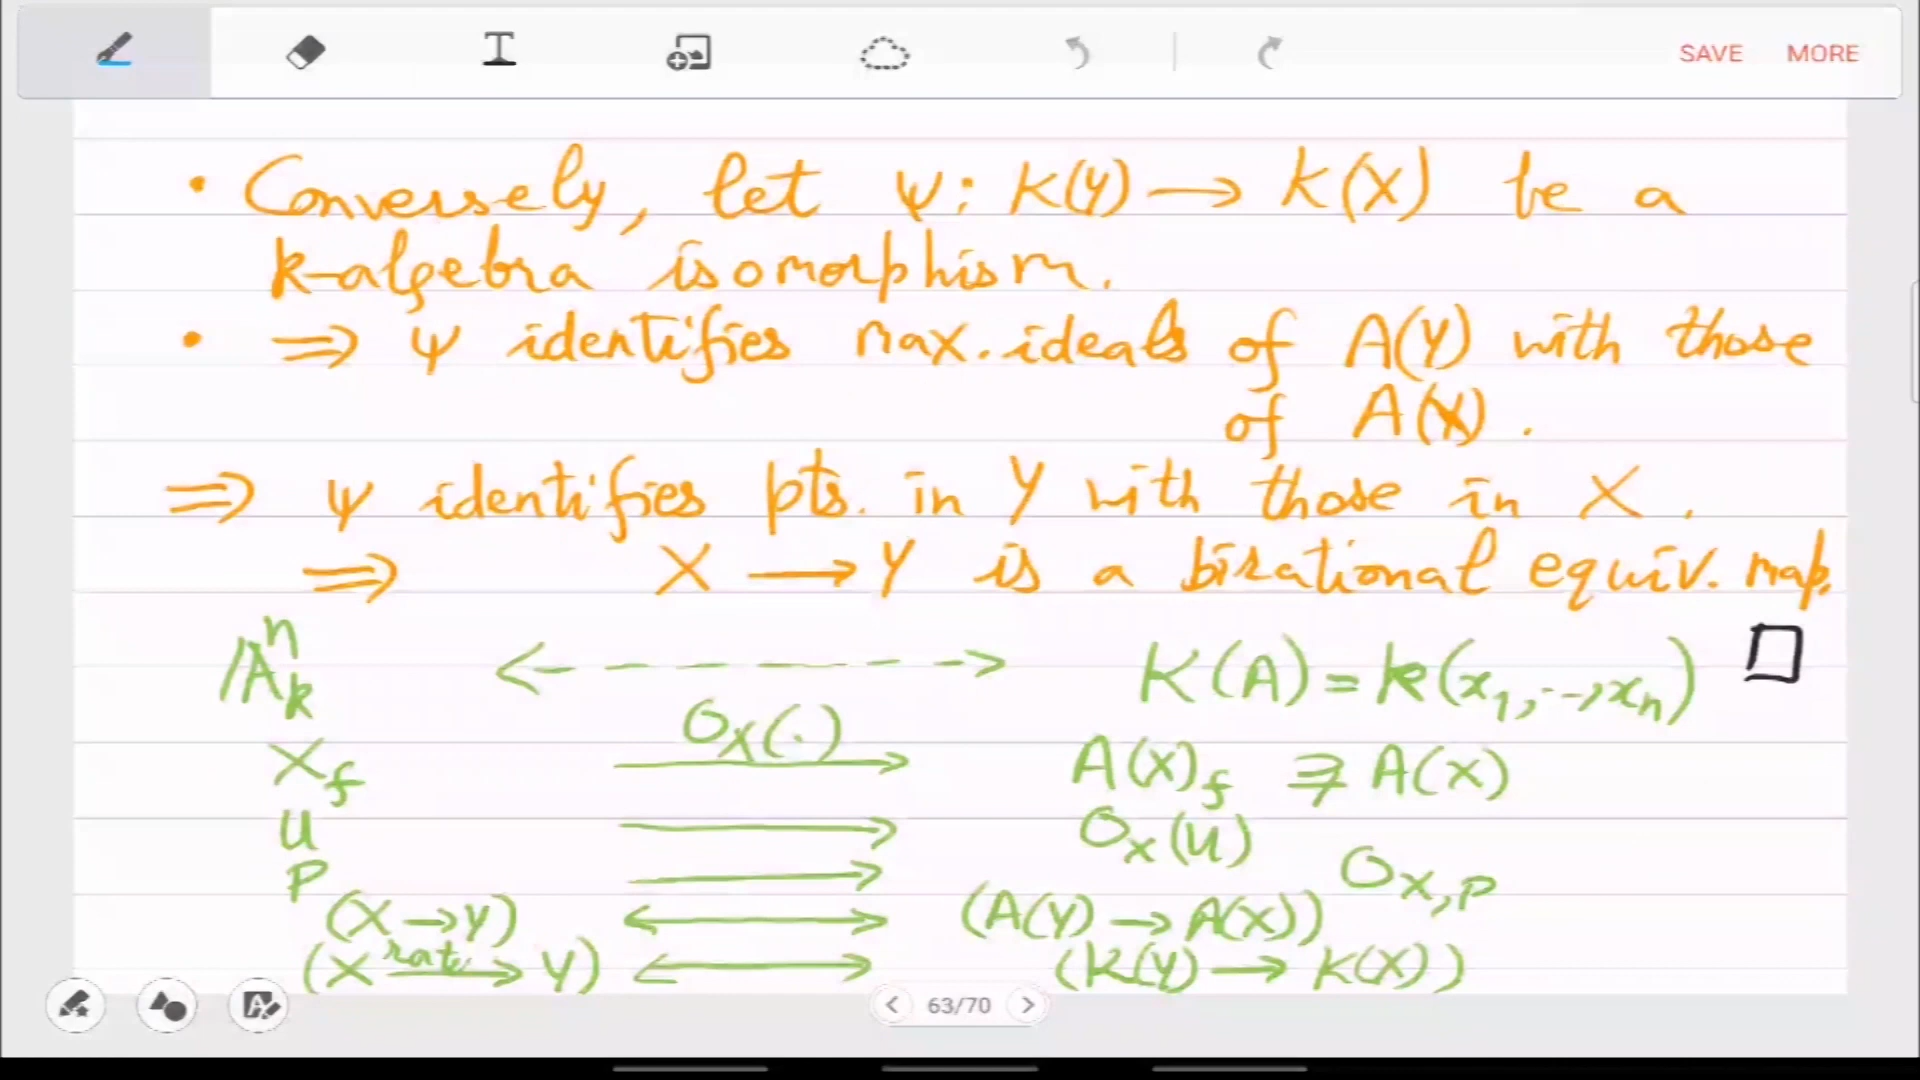 SAVE MORE
• Conversely, let ψ: K(Y) ⟶ K(X) be a
k-algebra isomorphism.
• ⟹ ψ identifies max. ideals of A(Y) with those
of A(X).
⟹ ψ identifies pts. in Y with those in X.
⟹ X ⟶ Y is a birational equiv. map.
𝔸ⁿₖ <- - - - -> K(A) = k(x₁,..,xₙ) □
X_f —O_X(.)→ A(X)_f ⊋ A(X)
U ⟶ O_X(U)
P ⟶ O_{X,P}
(X → Y) ⟷ (A(Y) → A(X))
(X —rat.→ Y) ⟷ (K(Y) → K(X))
63/70